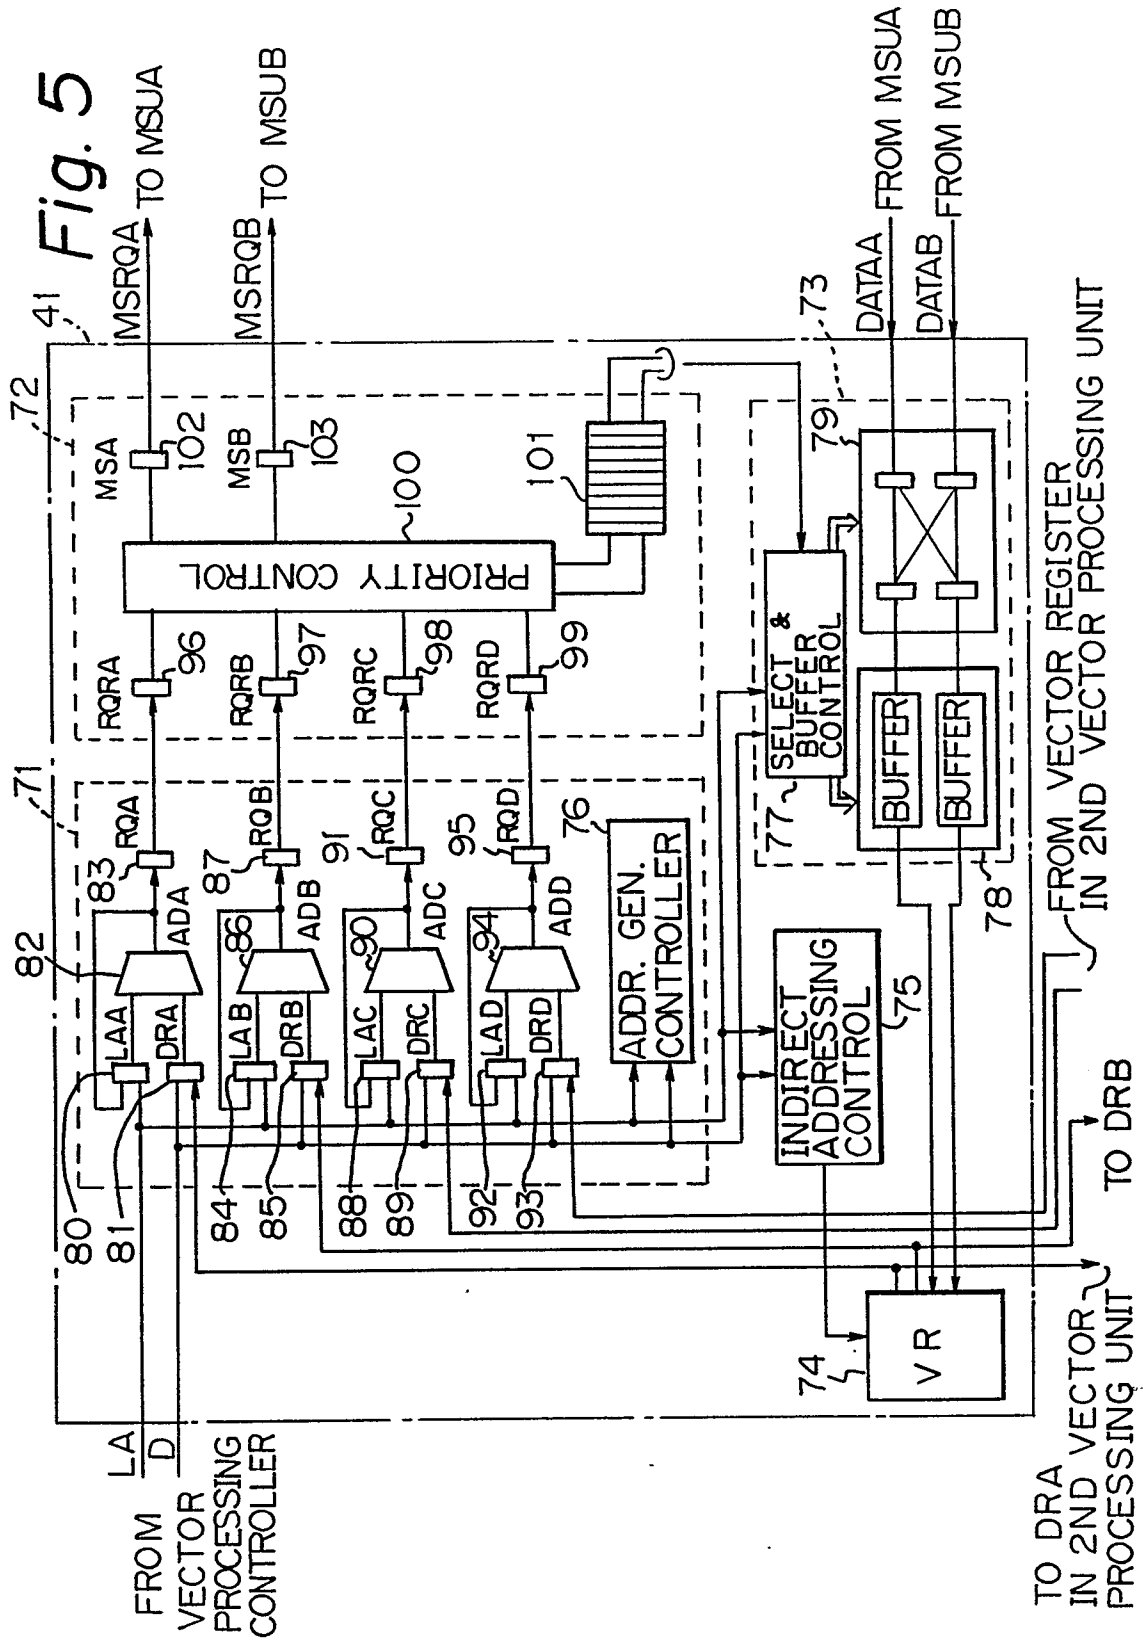 Fig. 5
LA
D
FROM
VECTOR
PROCESSING
CONTROLLER
41
71
72
73
MSRQA
TO MSUA
MSRQB
TO MSUB
80
LAA
81
DRA
82
ADA
83
RQA
84
LAB
85
DRB
86
ADB
87
RQB
88
LAC
89
DRC
90
ADC
91
RQC
92
LAD
93
DRD
94
ADD
95
RQD
76
ADDR. GEN.
CONTROLLER
RQRA
96
RQRB
97
RQRC
98
RQRD
99
PRIORITY CONTROL
100
MSA
102
MSB
103
101
INDIRECT
ADDRESSING
CONTROL
75
77
SELECT &
BUFFER
CONTROL
78
BUFFER
BUFFER
79
DATAA
FROM MSUA
DATAB
FROM MSUB
74
VR
TO DRA
IN 2ND VECTOR
PROCESSING UNIT
TO DRB
FROM VECTOR REGISTER
IN 2ND VECTOR PROCESSING UNIT